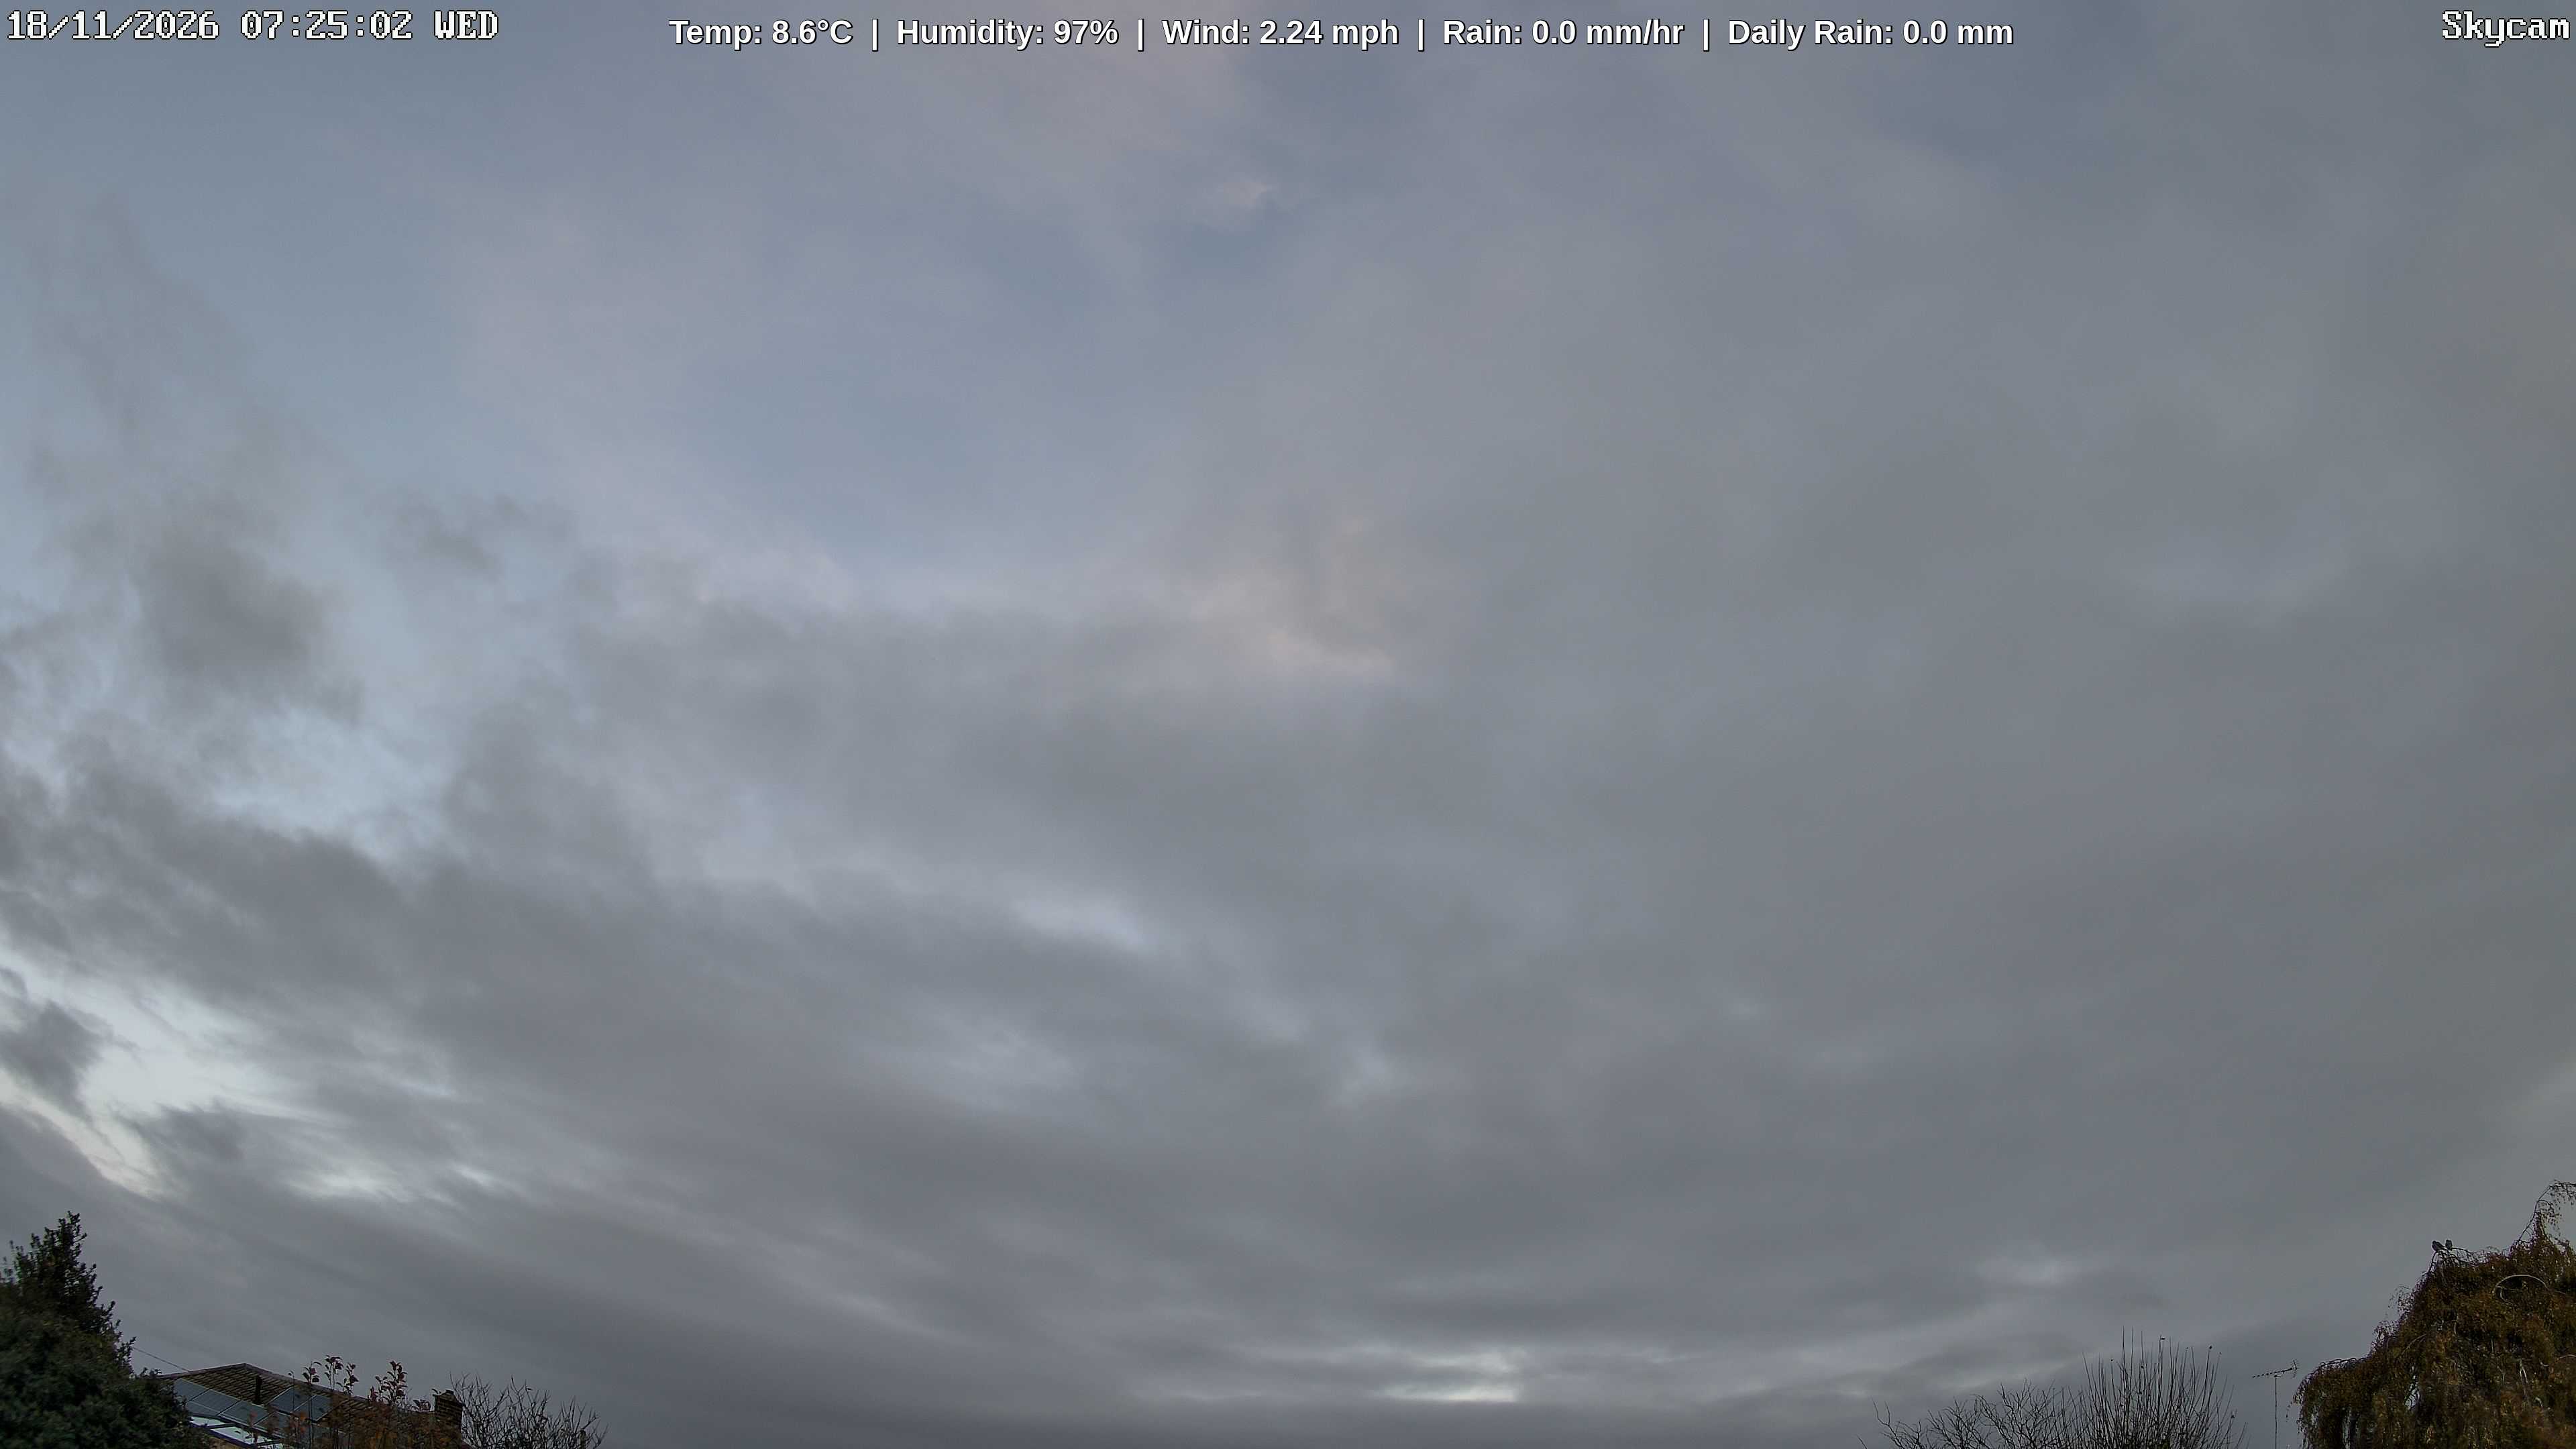 18/11/2026 07:25:02 WED
Temp: 8.6°C | Humidity: 97% | Wind: 2.24 mph | Rain: 0.0 mm/hr | Daily Rain: 0.0 mm
Skycam